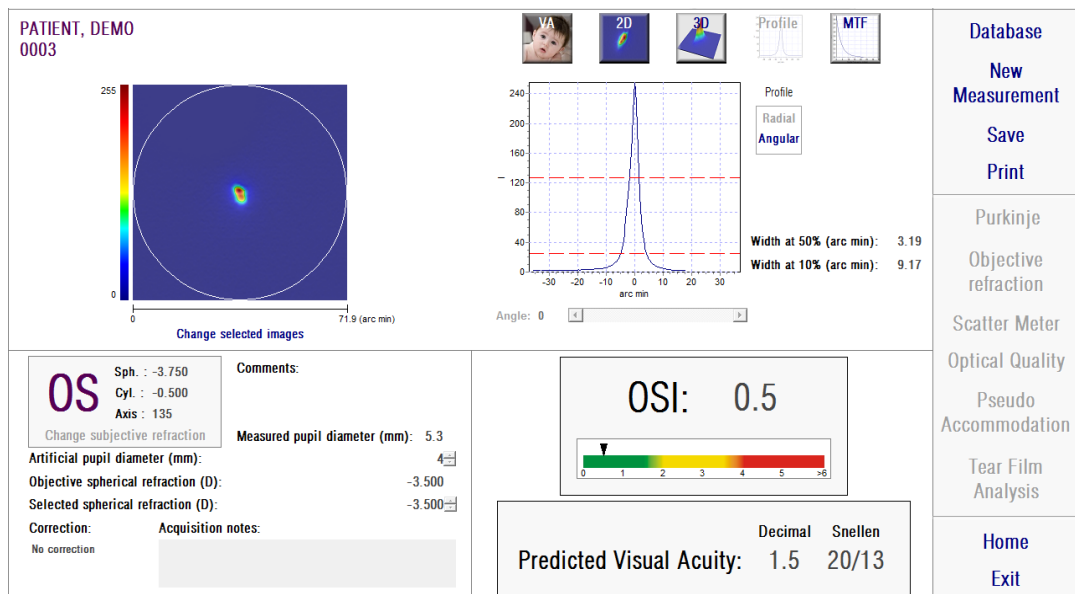 PATIENT, DEMO
0003
VA
2D
3D
Profile
MTF
255
0
0
71.9 (arc min)
Change selected images
240
200
160
120
80
40
0
-30 -20 -10 0 10 20 30
arc min
Angle: 0
Profile
Radial
Angular
Width at 50% (arc min): 3.19
Width at 10% (arc min): 9.17
OS
Sph. : -3.750
Cyl. : -0.500
Axis : 135
Change subjective refraction
Comments:
Measured pupil diameter (mm): 5.3
Artificial pupil diameter (mm): 4
Objective spherical refraction (D): -3.500
Selected spherical refraction (D): -3.500
Correction:
No correction
Acquisition notes:
OSI: 0.5
0 1 2 3 4 5 >6
Decimal Snellen
Predicted Visual Acuity: 1.5 20/13
Database
New
Measurement
Save
Print
Purkinje
Objective
refraction
Scatter Meter
Optical Quality
Pseudo
Accommodation
Tear Film
Analysis
Home
Exit